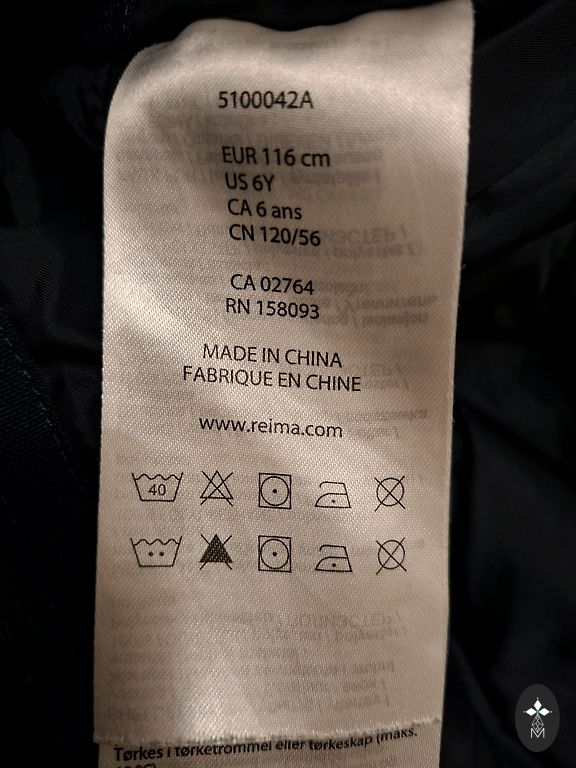 5100042A
EUR 116 cm
US 6Y
CA 6 ans
CN 120/56
CA 02764
RN 158093
MADE IN CHINA
FABRIQUE EN CHINE
www.reima.com
40
Tørkes i tørketrommel eller tørkeskap (maks.
M